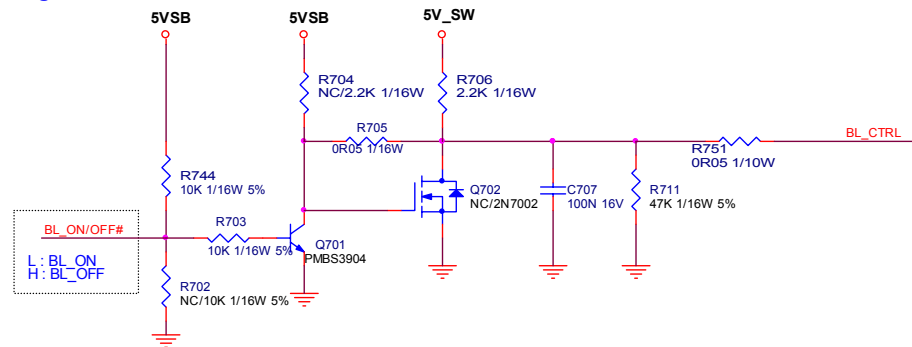 5VSB
5VSB
5V_SW
R704
NC/2.2K 1/16W
R706
2.2K 1/16W
R705
0R05 1/16W
BL_CTRL
R751
0R05 1/10W
R744
10K 1/16W 5%
Q702
NC/2N7002
C707
100N 16V
R711
47K 1/16W 5%
BL_ON/OFF#
R703
10K 1/16W 5%
Q701
PMBS3904
L : BL_ON
H : BL_OFF
R702
NC/10K 1/16W 5%